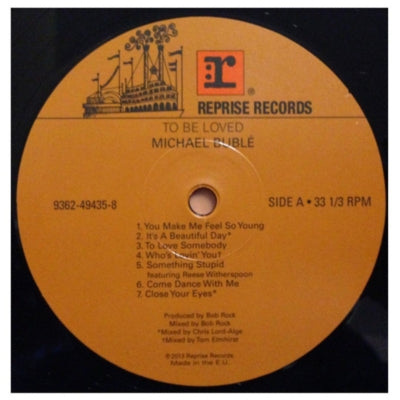 r ®
REPRISE RECORDS
TO BE LOVED
MICHAEL BUBLÉ
9362-49435-8
SIDE A • 33 1/3 RPM
1. You Make Me Feel So Young
2. It's A Beautiful Day*
3. To Love Somebody
4. Who's Lovin' You†
5. Something Stupid
featuring Reese Witherspoon
6. Come Dance With Me
7. Close Your Eyes*
Produced by Bob Rock
Mixed by Bob Rock
*Mixed by Chris Lord-Alge
†Mixed by Tom Elmhirst
℗ 2013 Reprise Records.
Made in the E.U.